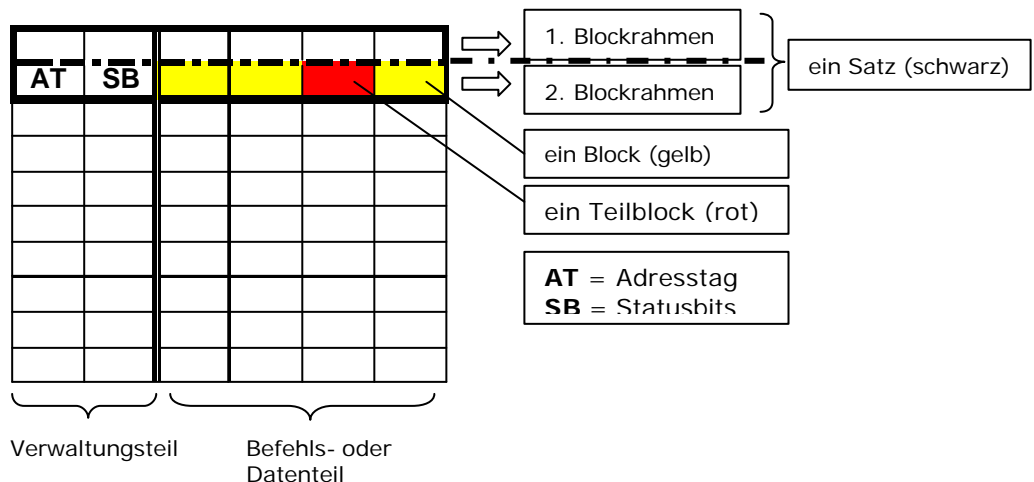 1. Blockrahmen
ein Satz (schwarz)
AT SB
2. Blockrahmen
ein Block (gelb)
ein Teilblock (rot)
AT = Adresstag
SB = Statusbits
Verwaltungsteil
Befehls- oder
Datenteil